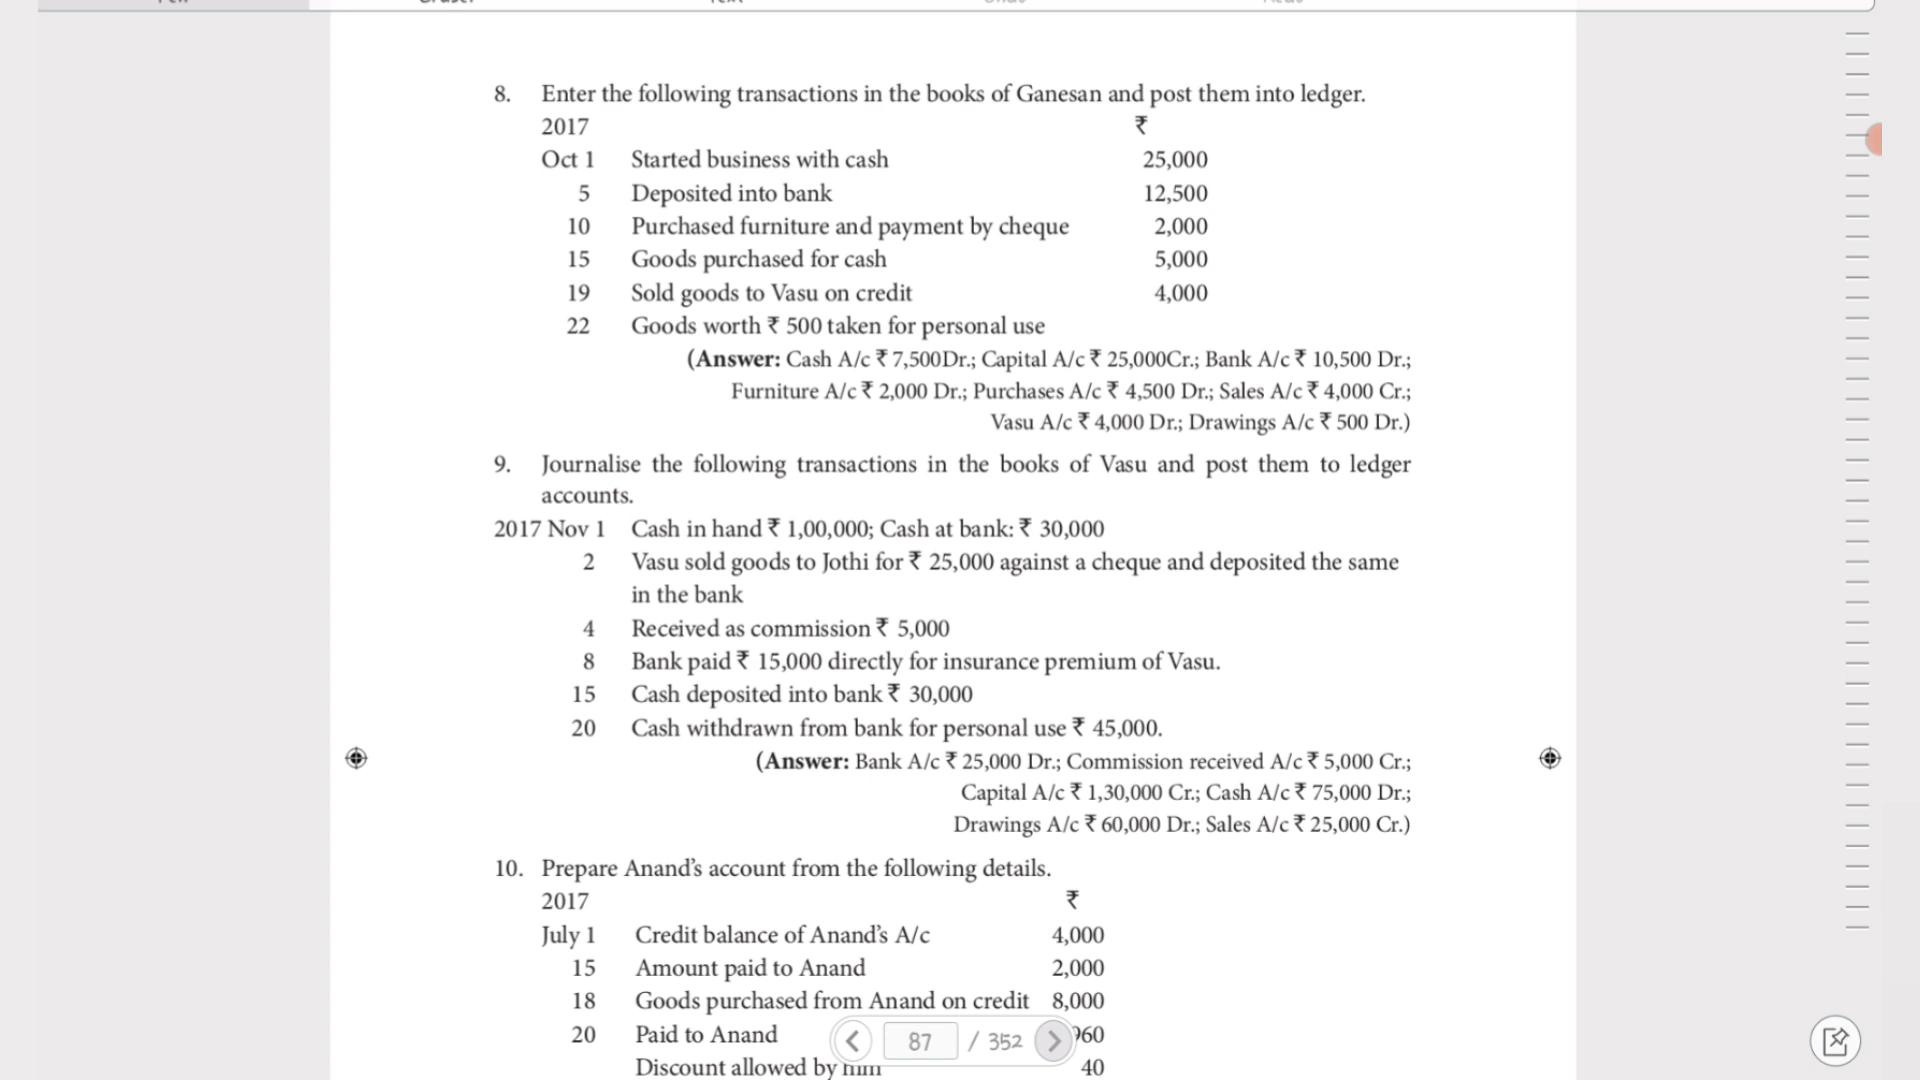 8. Enter the following transactions in the books of Ganesan and post them into ledger.
2017 ₹
Oct 1 Started business with cash 25,000
5 Deposited into bank 12,500
10 Purchased furniture and payment by cheque 2,000
15 Goods purchased for cash 5,000
19 Sold goods to Vasu on credit 4,000
22 Goods worth ₹ 500 taken for personal use
(Answer: Cash A/c ₹ 7,500Dr.; Capital A/c ₹ 25,000Cr.; Bank A/c ₹ 10,500 Dr.;
Furniture A/c ₹ 2,000 Dr.; Purchases A/c ₹ 4,500 Dr.; Sales A/c ₹ 4,000 Cr.;
Vasu A/c ₹ 4,000 Dr.; Drawings A/c ₹ 500 Dr.)
9. Journalise the following transactions in the books of Vasu and post them to ledger
accounts.
2017 Nov 1 Cash in hand ₹ 1,00,000; Cash at bank: ₹ 30,000
2 Vasu sold goods to Jothi for ₹ 25,000 against a cheque and deposited the same
in the bank
4 Received as commission ₹ 5,000
8 Bank paid ₹ 15,000 directly for insurance premium of Vasu.
15 Cash deposited into bank ₹ 30,000
20 Cash withdrawn from bank for personal use ₹ 45,000.
(Answer: Bank A/c ₹ 25,000 Dr.; Commission received A/c ₹ 5,000 Cr.;
Capital A/c ₹ 1,30,000 Cr.; Cash A/c ₹ 75,000 Dr.;
Drawings A/c ₹ 60,000 Dr.; Sales A/c ₹ 25,000 Cr.)
10. Prepare Anand's account from the following details.
2017 ₹
July 1 Credit balance of Anand's A/c 4,000
15 Amount paid to Anand 2,000
18 Goods purchased from Anand on credit 8,000
20 Paid to Anand 960
87 / 352
Discount allowed by him 40